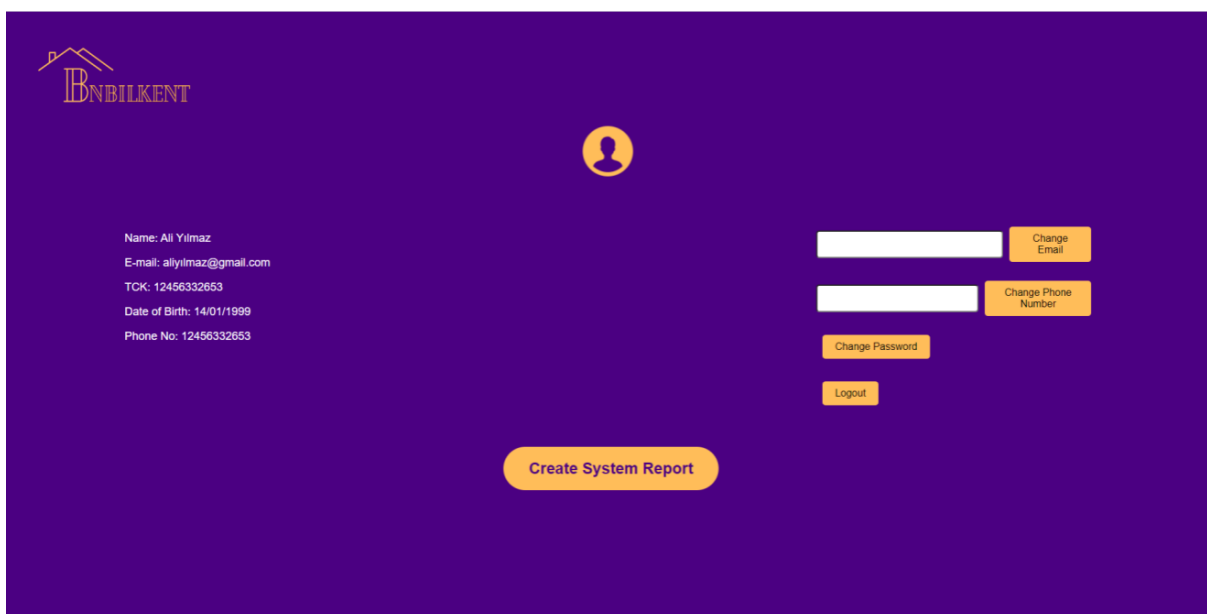 BNBILKENT
Name: Ali Yılmaz
E-mail: aliyılmaz@gmail.com
TCK: 12456332653
Date of Birth: 14/01/1999
Phone No: 12456332653
Change
Email
Change Phone
Number
Change Password
Logout
Create System Report